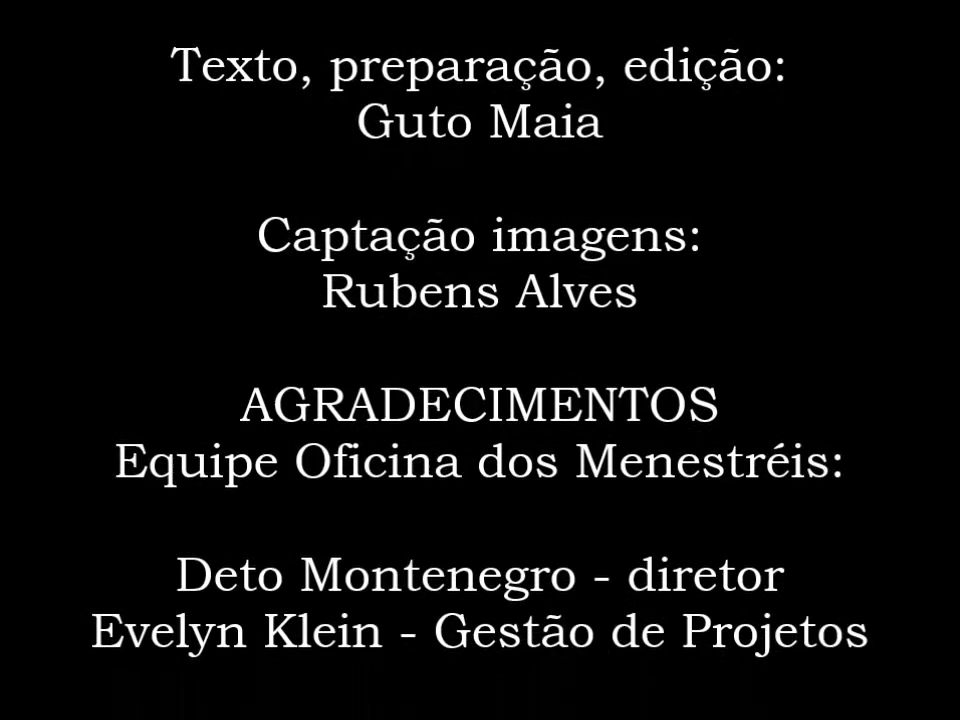 Texto, preparação, edição:
Guto Maia
Captação imagens:
Rubens Alves
AGRADECIMENTOS
Equipe Oficina dos Menestréis:
Deto Montenegro - diretor
Evelyn Klein - Gestão de Projetos